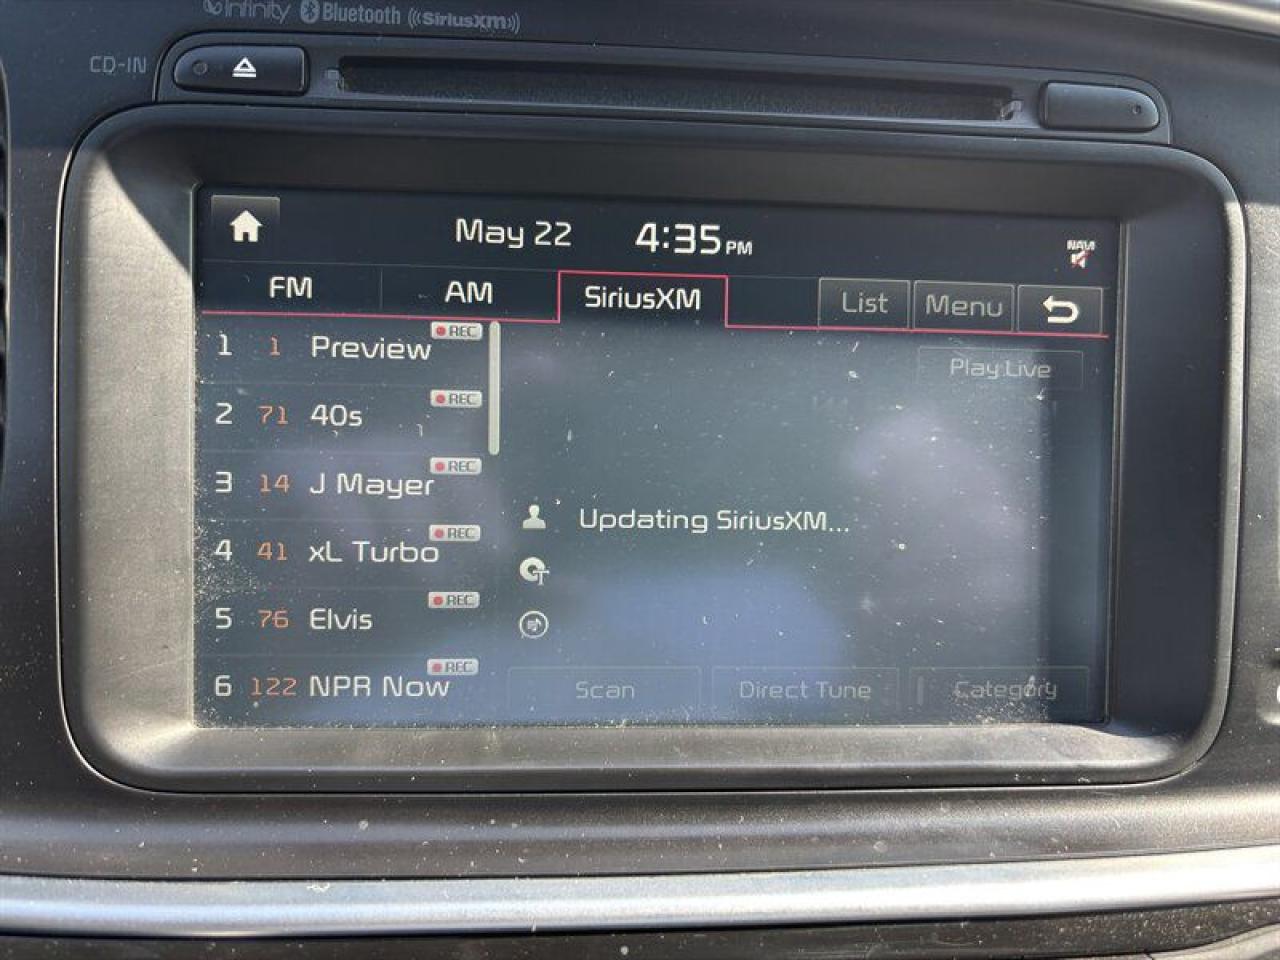 infinity Bluetooth ((SiriusXM))
CD-IN
May 22 4:35 PM NAVI
FM AM SiriusXM List Menu
1 1 Preview REC
Play Live
2 71 40s REC
3 14 J Mayer REC
Updating SiriusXM...
4 41 xL Turbo REC
5 76 Elvis REC
6 122 NPR Now REC
Scan Direct Tune Category